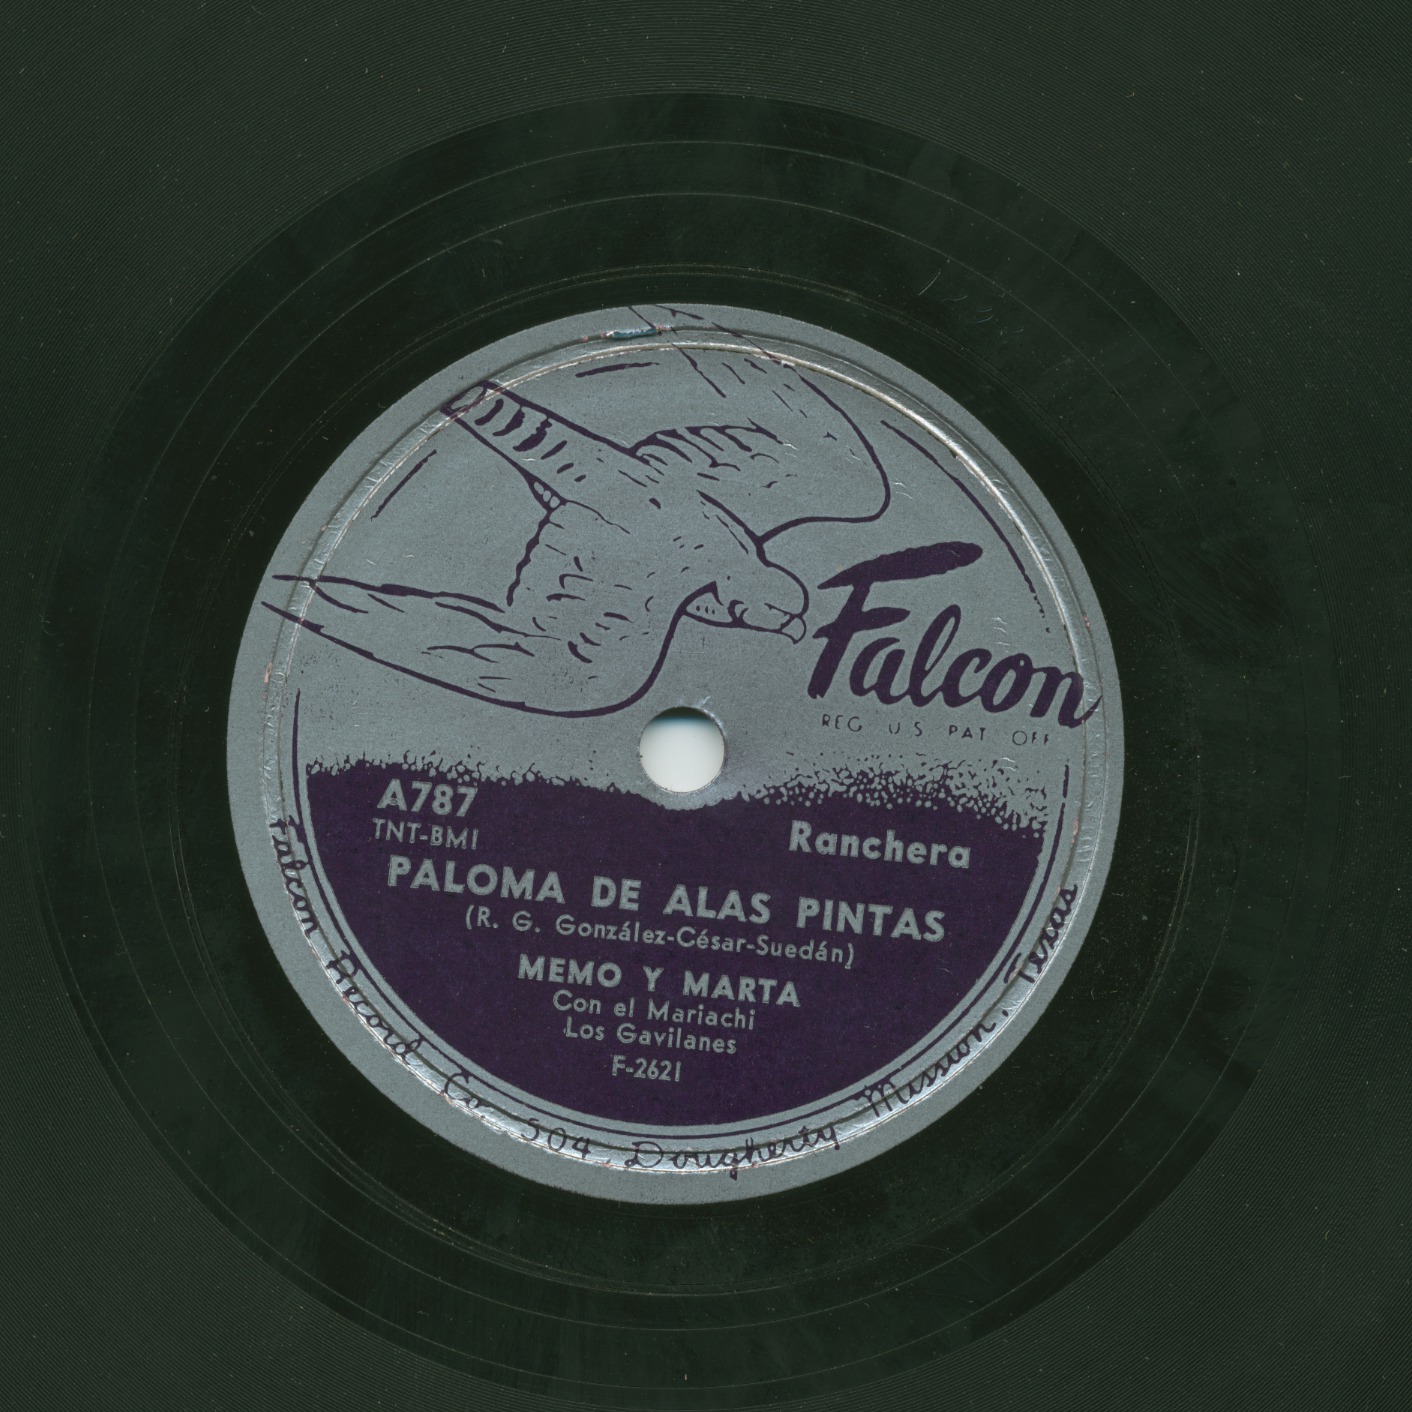 Falcon
REG US PAT OFF
A787
TNT-BMI
Ranchera
PALOMA DE ALAS PINTAS
(R. G. González-César-Suedán)
MEMO Y MARTA
Con el Mariachi
Los Gavilanes
F-2621
Falcon Record Co. 504 Dougherty Mission, Texas